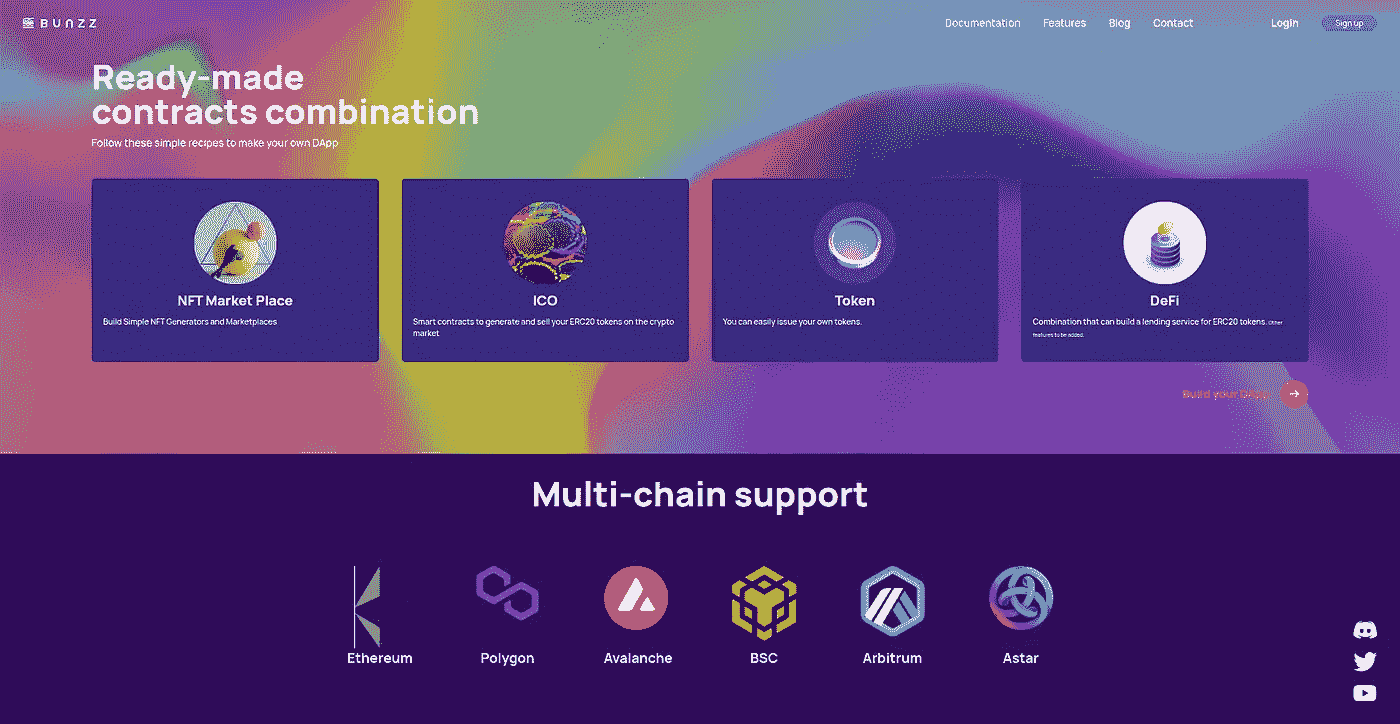 BUNZZ
Documentation Features Blog Contact Login Sign up
Ready-made
contracts combination
Follow these simple recipes to make your own DApp
NFT Market Place
Build Simple NFT Generators and Marketplaces
ICO
Smart contracts to generate and sell your ERC20 tokens on the crypto
market
Token
You can easily issue your own tokens.
DeFi
Combination that can build a lending service for ERC20 tokens. Other
features to be added.
Build your
Multi-chain support
Ethereum Polygon Avalanche BSC Arbitrum Astar